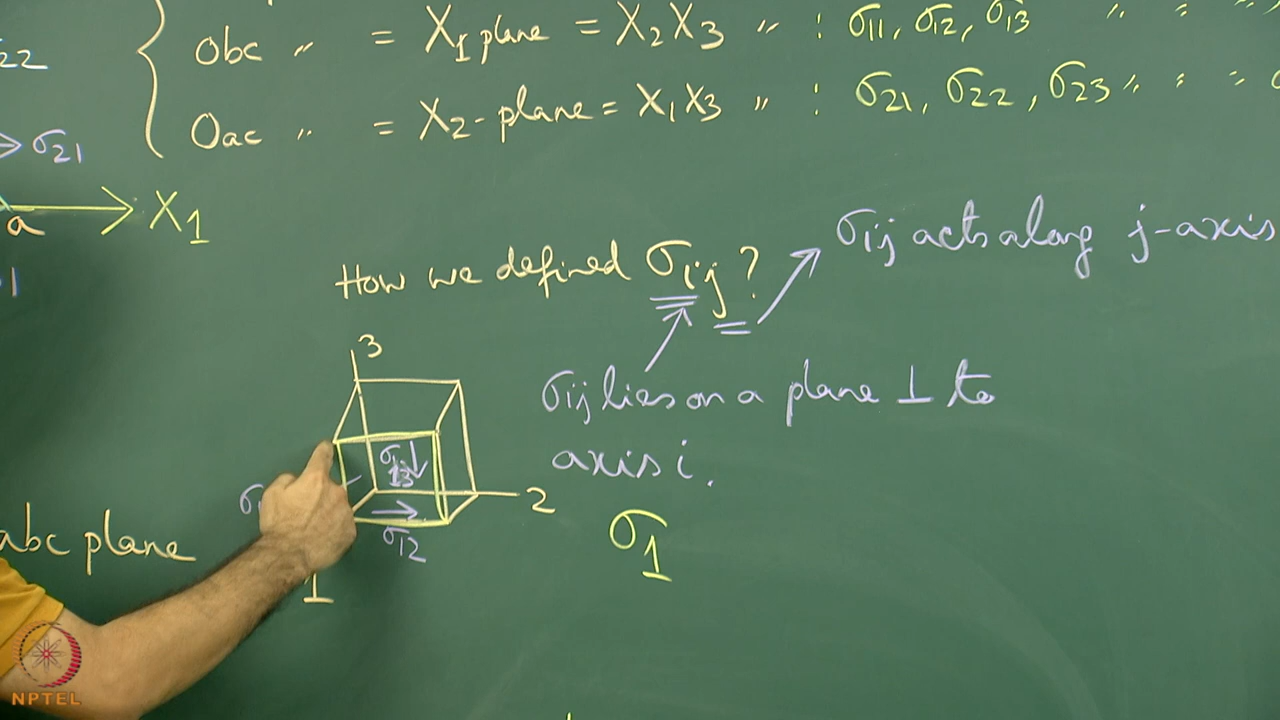 σ22
Obc 〃 = X1 plane = X2X3 〃 : σ11, σ12, σ13 〃 〃
Oac 〃 = X2 - plane = X1X3 〃 : σ21, σ22, σ23 〃 〃 =
σ21
X1
a
1
How we defined σij?
σij acts along j-axis
σij lies on a plane ⊥ to
axis i.
3
σ13
2
σ12
σ1
abc plane
1
NPTEL